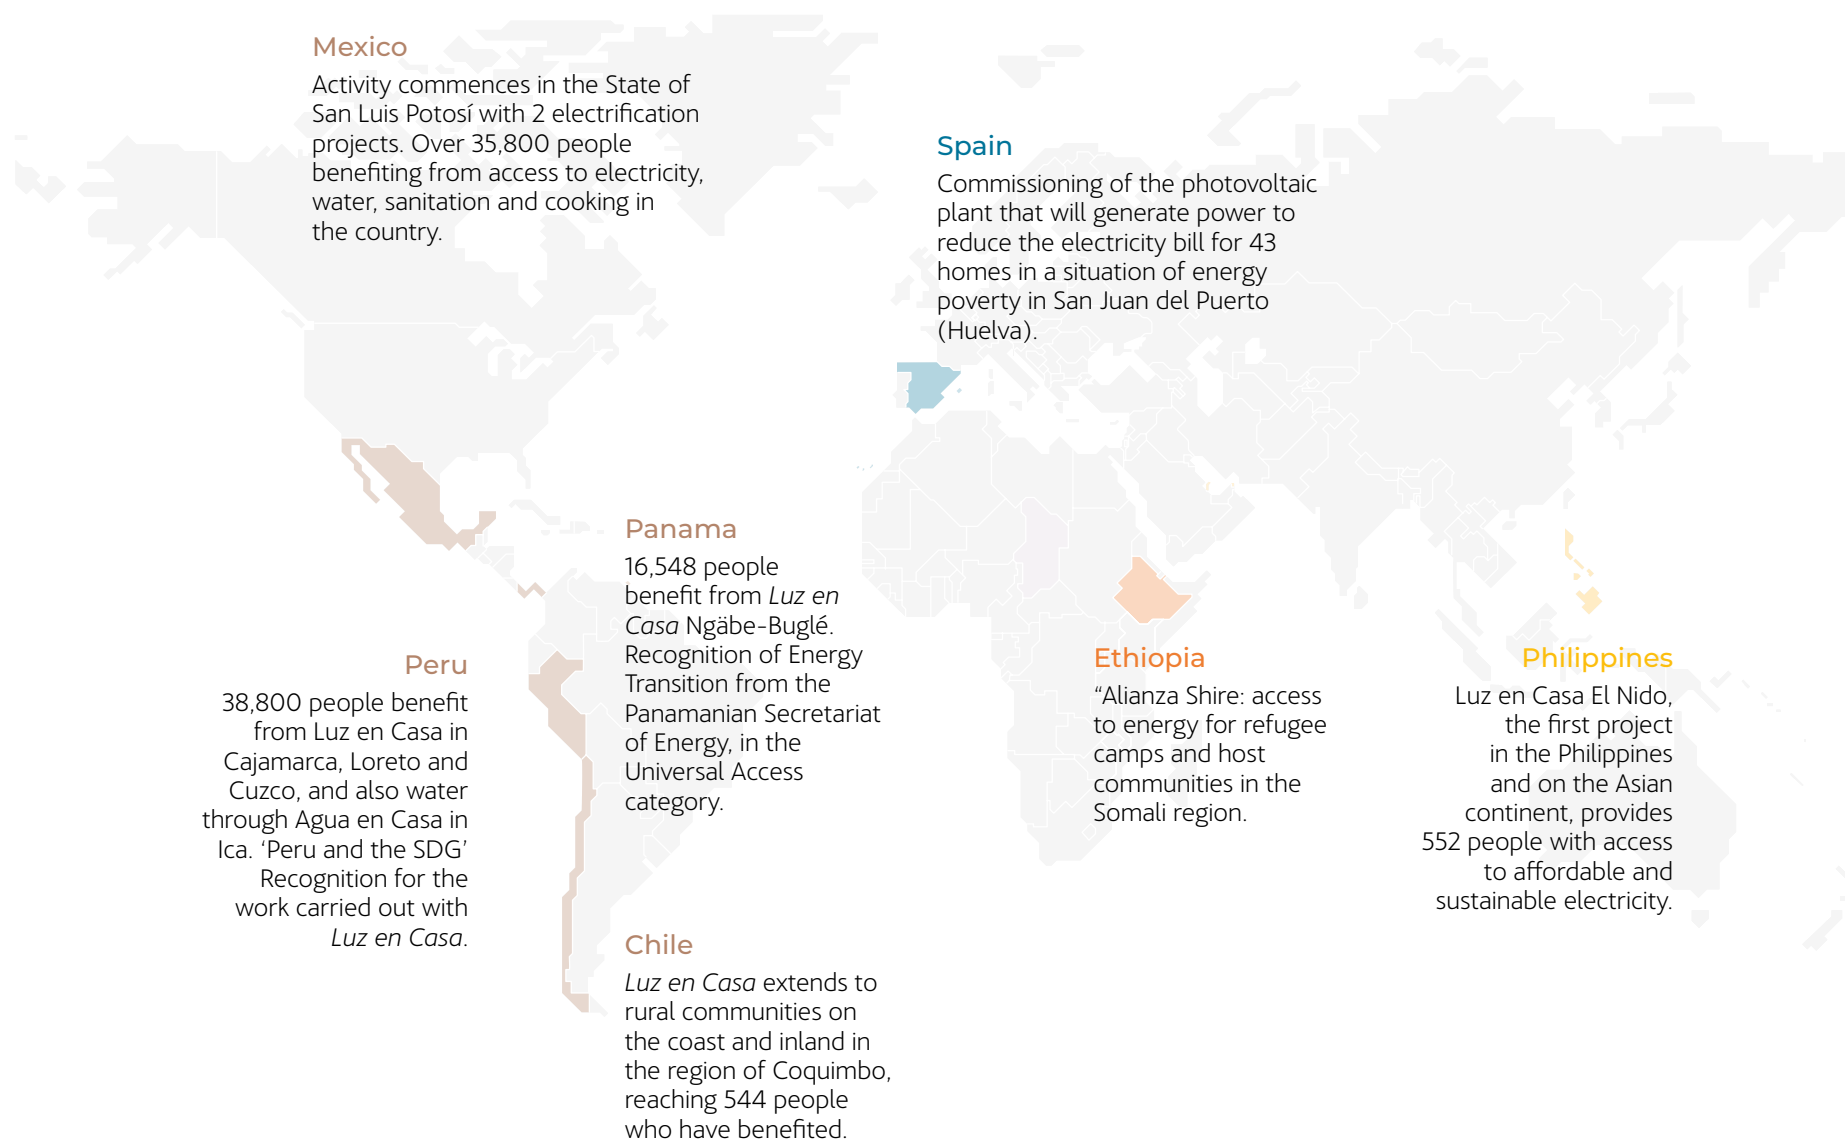 Mexico
Activity commences in the State of
San Luis Potosí with 2 electrification
projects. Over 35,800 people
benefiting from access to electricity,
water, sanitation and cooking in
the country.
Spain
Commissioning of the photovoltaic
plant that will generate power to
reduce the electricity bill for 43
homes in a situation of energy
poverty in San Juan del Puerto
(Huelva).
Panama
16,548 people
benefit from Luz en
Casa Ngäbe-Buglé.
Recognition of Energy
Transition from the
Panamanian Secretariat
of Energy, in the
Universal Access
category.
Peru
38,800 people benefit
from Luz en Casa in
Cajamarca, Loreto and
Cuzco, and also water
through Agua en Casa in
Ica. ‘Peru and the SDG’
Recognition for the
work carried out with
Luz en Casa.
Ethiopia
“Alianza Shire: access
to energy for refugee
camps and host
communities in the
Somali region.
Philippines
Luz en Casa El Nido,
the first project
in the Philippines
and on the Asian
continent, provides
552 people with access
to affordable and
sustainable electricity.
Chile
Luz en Casa extends to
rural communities on
the coast and inland in
the region of Coquimbo,
reaching 544 people
who have benefited.